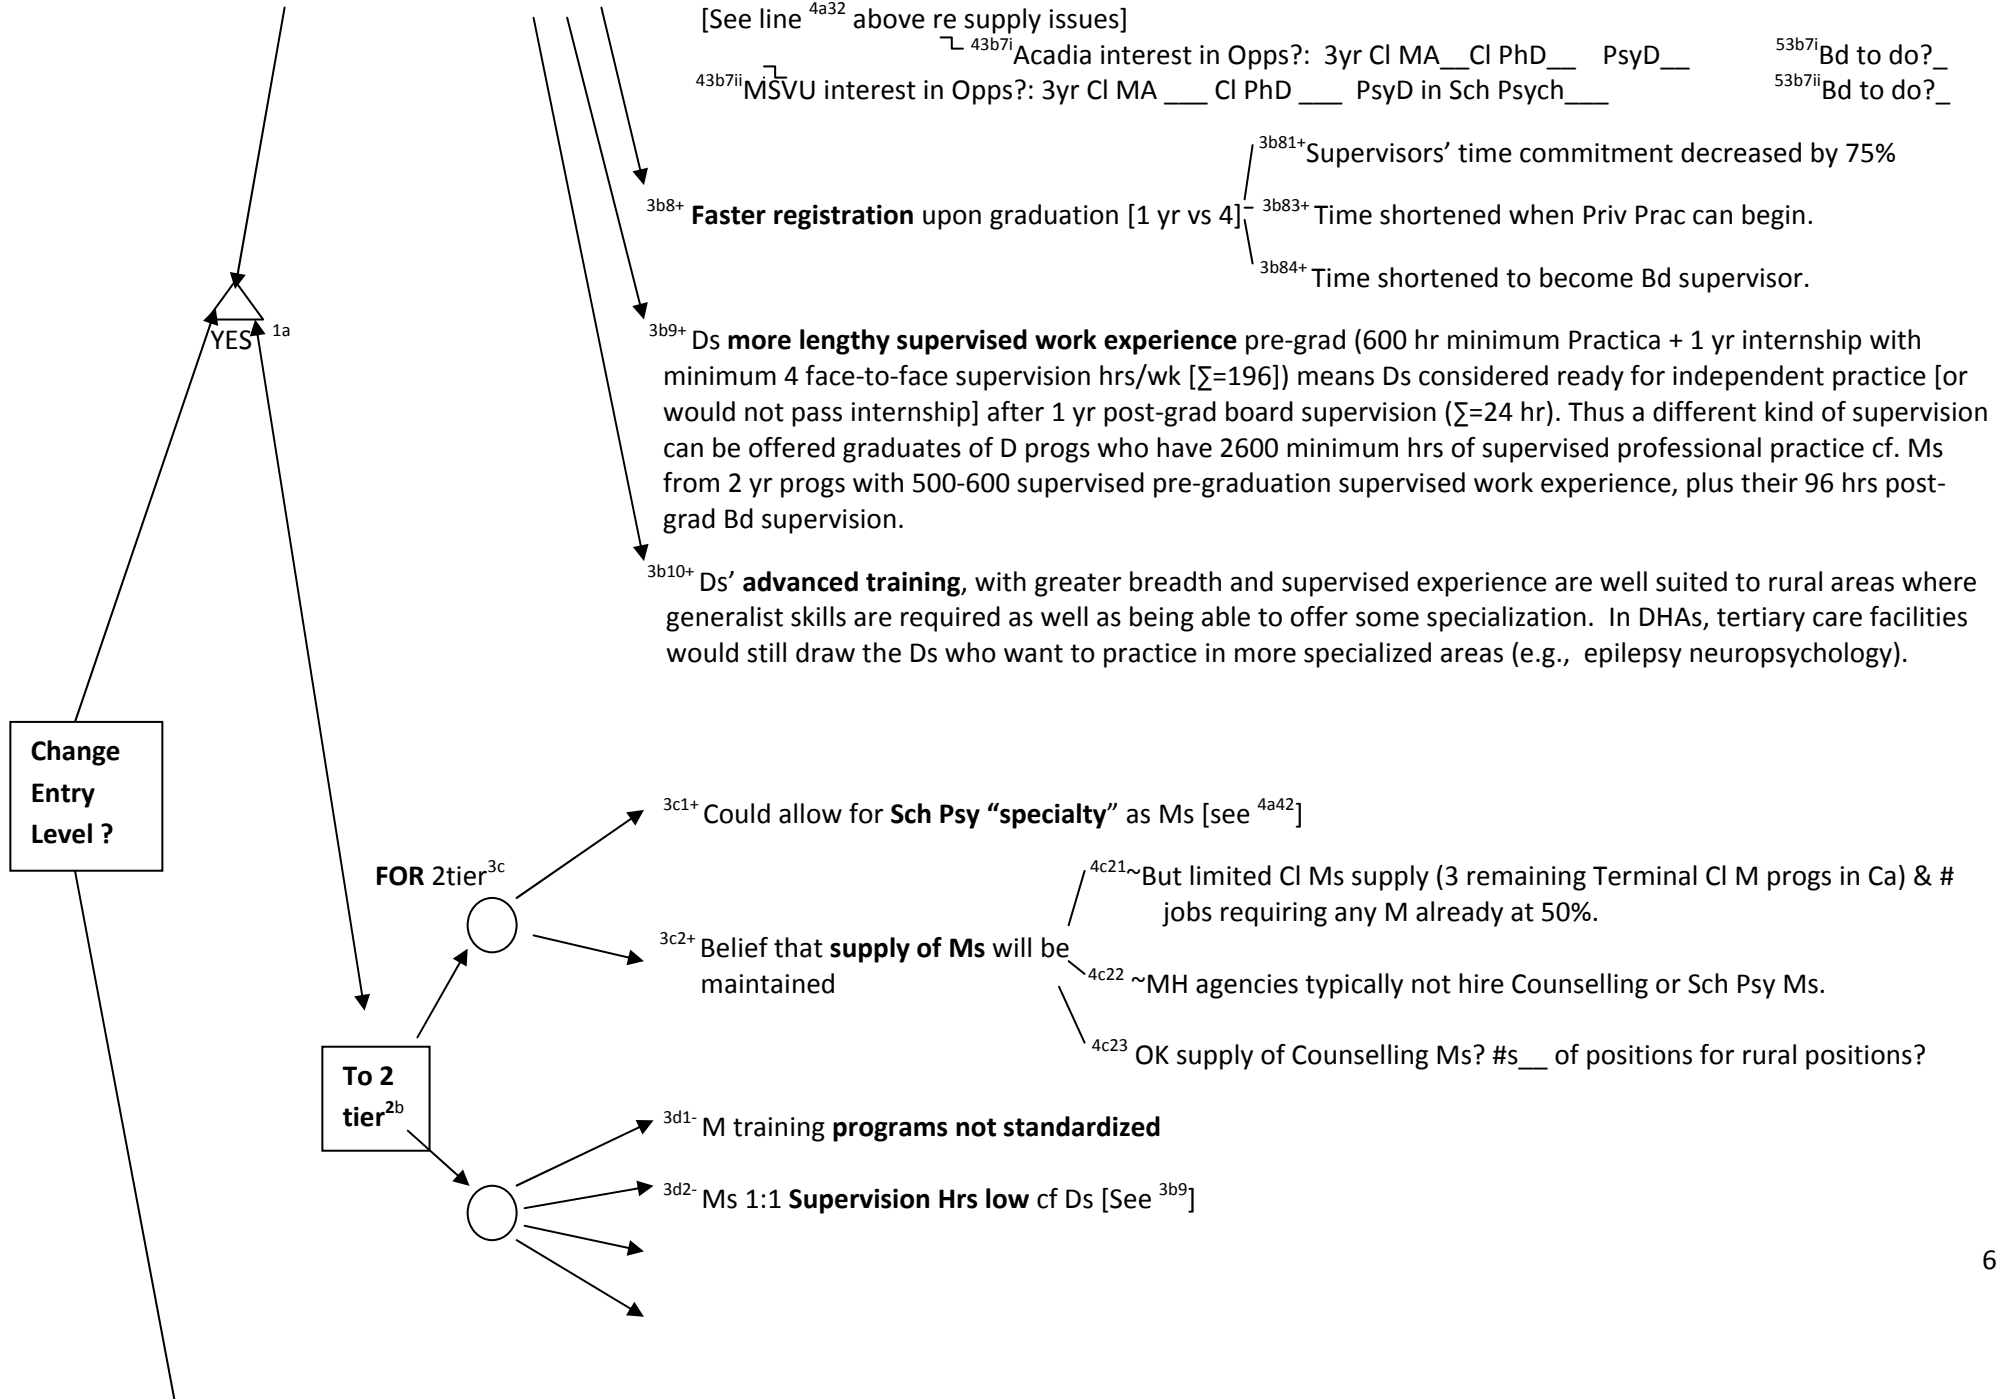 [See line 4a32 above re supply issues]
43b7i Acadia interest in Opps?: 3yr Cl MA__Cl PhD__ PsyD__ 53b7i Bd to do?_
43b7ii MSVU interest in Opps?: 3yr Cl MA ___ Cl PhD ___ PsyD in Sch Psych___ 53b7ii Bd to do?_
3b81+ Supervisors’ time commitment decreased by 75%
3b8+ Faster registration upon graduation [1 yr vs 4] 3b83+ Time shortened when Priv Prac can begin.
3b84+ Time shortened to become Bd supervisor.
YES 1a
3b9+ Ds more lengthy supervised work experience pre-grad (600 hr minimum Practica + 1 yr internship with
minimum 4 face-to-face supervision hrs/wk [∑=196]) means Ds considered ready for independent practice [or
would not pass internship] after 1 yr post-grad board supervision (∑=24 hr). Thus a different kind of supervision
can be offered graduates of D progs who have 2600 minimum hrs of supervised professional practice cf. Ms
from 2 yr progs with 500-600 supervised pre-graduation supervised work experience, plus their 96 hrs post-
grad Bd supervision.
3b10+ Ds’ advanced training, with greater breadth and supervised experience are well suited to rural areas where
generalist skills are required as well as being able to offer some specialization. In DHAs, tertiary care facilities
would still draw the Ds who want to practice in more specialized areas (e.g., epilepsy neuropsychology).
Change
Entry
Level ?
3c1+ Could allow for Sch Psy “specialty” as Ms [see 4a42]
FOR 2tier3c
4c21~But limited Cl Ms supply (3 remaining Terminal Cl M progs in Ca) & #
jobs requiring any M already at 50%.
3c2+ Belief that supply of Ms will be
maintained
4c22 ~MH agencies typically not hire Counselling or Sch Psy Ms.
4c23 OK supply of Counselling Ms? #s__ of positions for rural positions?
To 2
tier2b
3d1- M training programs not standardized
3d2- Ms 1:1 Supervision Hrs low cf Ds [See 3b9]
6